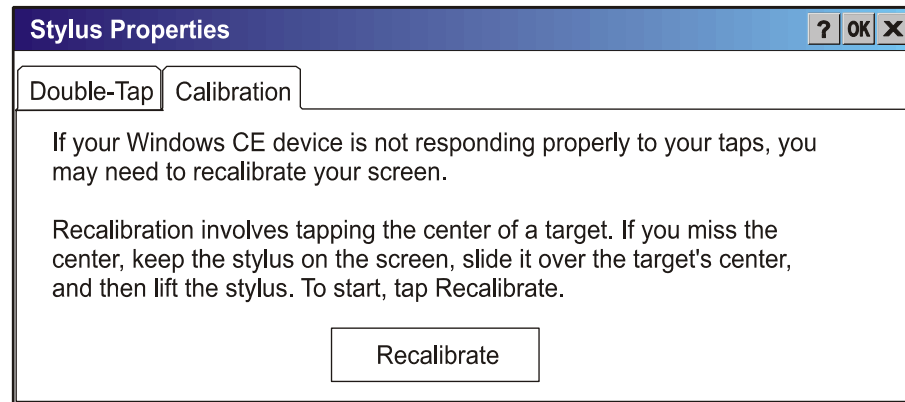 Stylus Properties ? OK X
Double-Tap Calibration
If your Windows CE device is not responding properly to your taps, you
may need to recalibrate your screen.
Recalibration involves tapping the center of a target. If you miss the
center, keep the stylus on the screen, slide it over the target's center,
and then lift the stylus. To start, tap Recalibrate.
Recalibrate